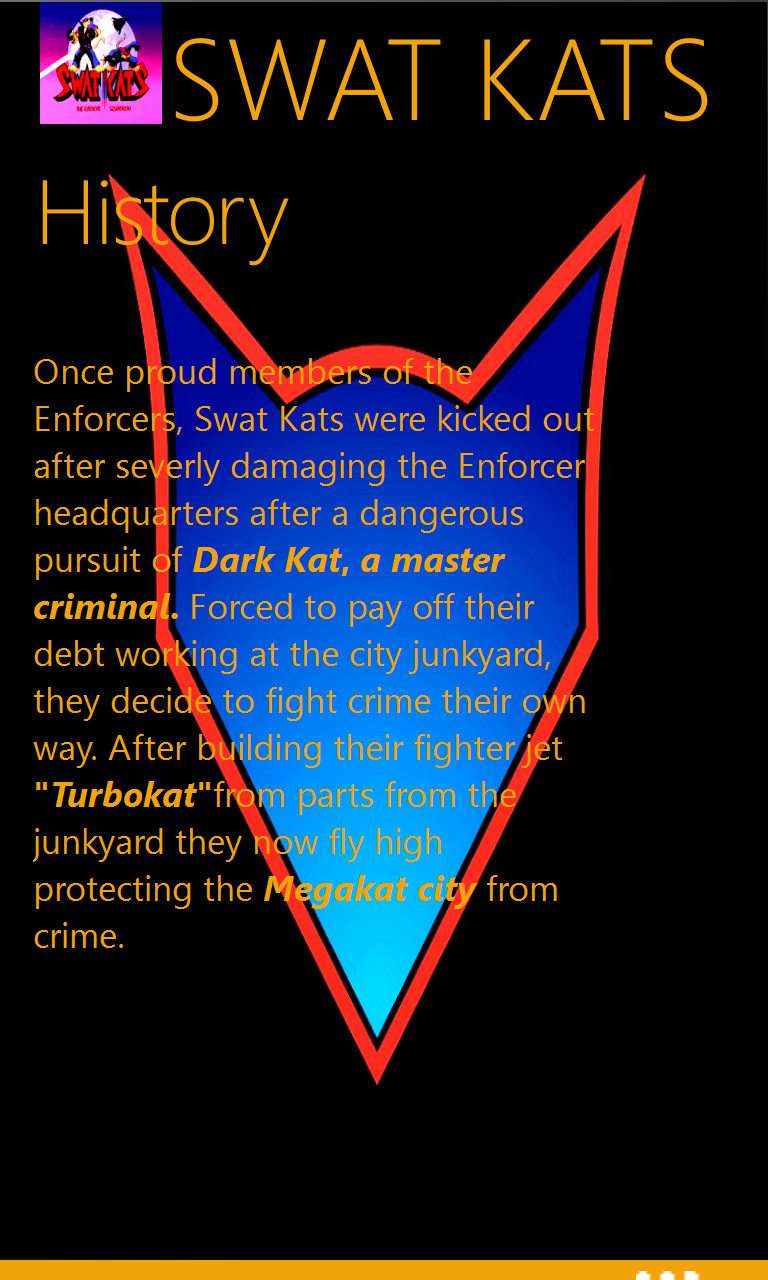 SWAT KATS
THE RADICAL SQUADRON
SWAT KATS
History
Once proud members of the
Enforcers, Swat Kats were kicked out
after severly damaging the Enforcer
headquarters after a dangerous
pursuit of Dark Kat, a master
criminal. Forced to pay off their
debt working at the city junkyard,
they decide to fight crime their own
way. After building their fighter jet
"Turbokat"from parts from the
junkyard they now fly high
protecting the Megakat city from
crime.